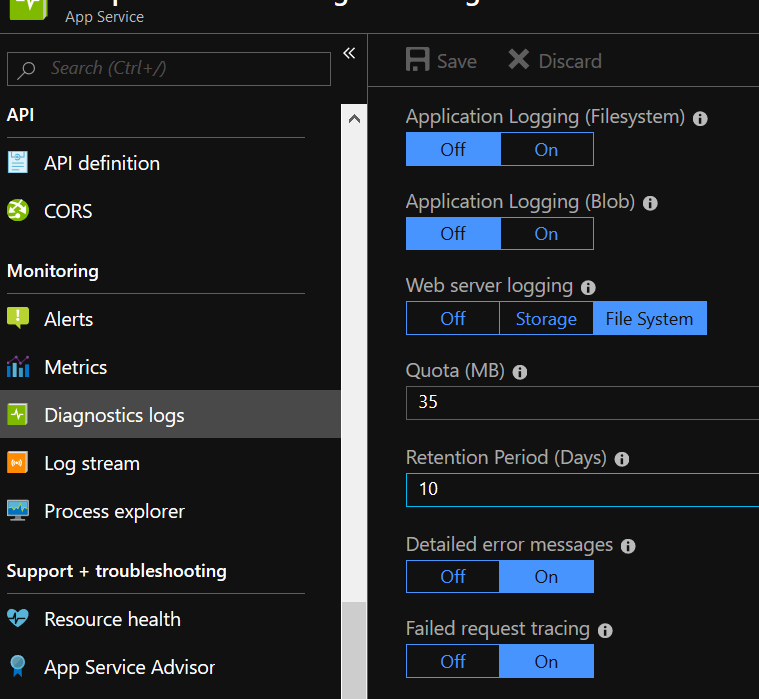 App Service
Search (Ctrl+/)
API
API definition
CORS
Monitoring
Alerts
Metrics
Diagnostics logs
Log stream
Process explorer
Support + troubleshooting
Resource health
App Service Advisor
Save Discard
Application Logging (Filesystem)
Off On
Application Logging (Blob)
Off On
Web server logging
Off Storage File System
Quota (MB)
35
Retention Period (Days)
10
Detailed error messages
Off On
Failed request tracing
Off On